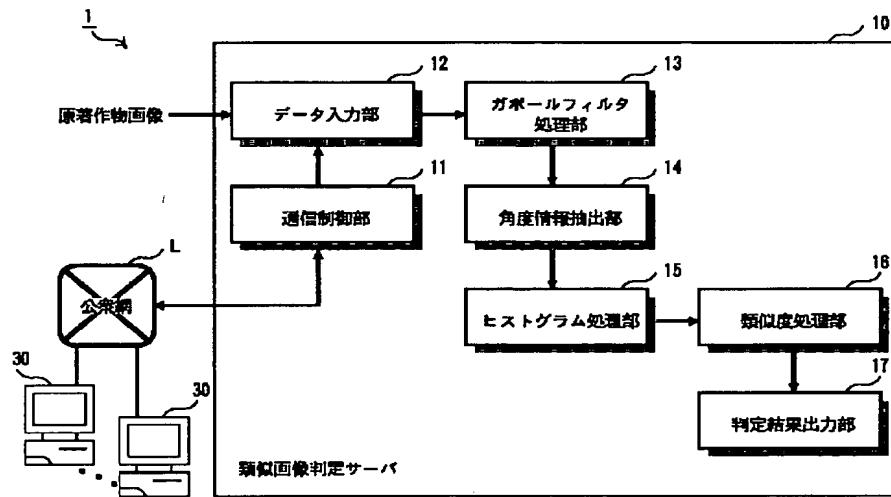 1
10
12
データ入力部
13
ガボールフィルタ
処理部
原著作物画像
11
通信制御部
14
角度情報抽出部
L
公衆網
15
ヒストグラム処理部
16
類似度処理部
30
30
17
判定結果出力部
類似画像判定サーバ